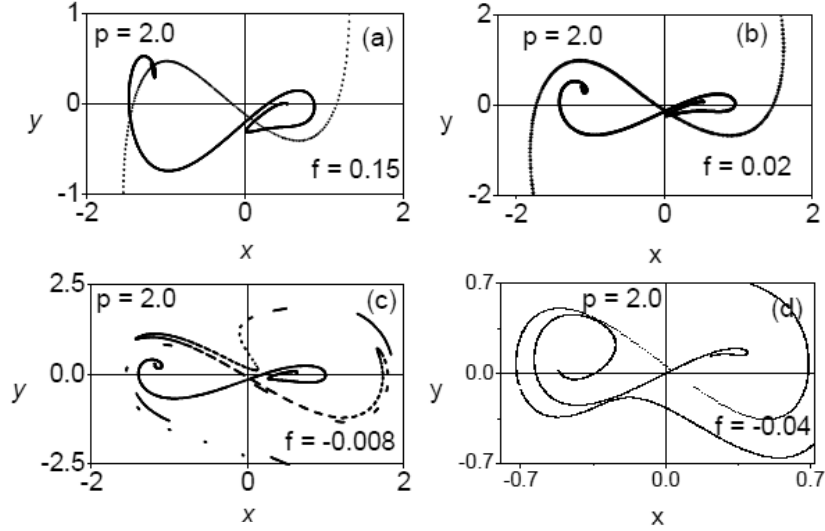 1
p = 2.0
(a)
y
0
f = 0.15
-1
-2
0
2
x
2
p = 2.0
(b)
y
0
f = 0.02
-2
-2
0
2
x
2.5
p = 2.0
(c)
y
0.0
f = -0.008
-2.5
-2
0
2
x
0.7
p = 2.0
(d)
y
0.0
f = -0.04
-0.7
-0.7
0.0
0.7
x